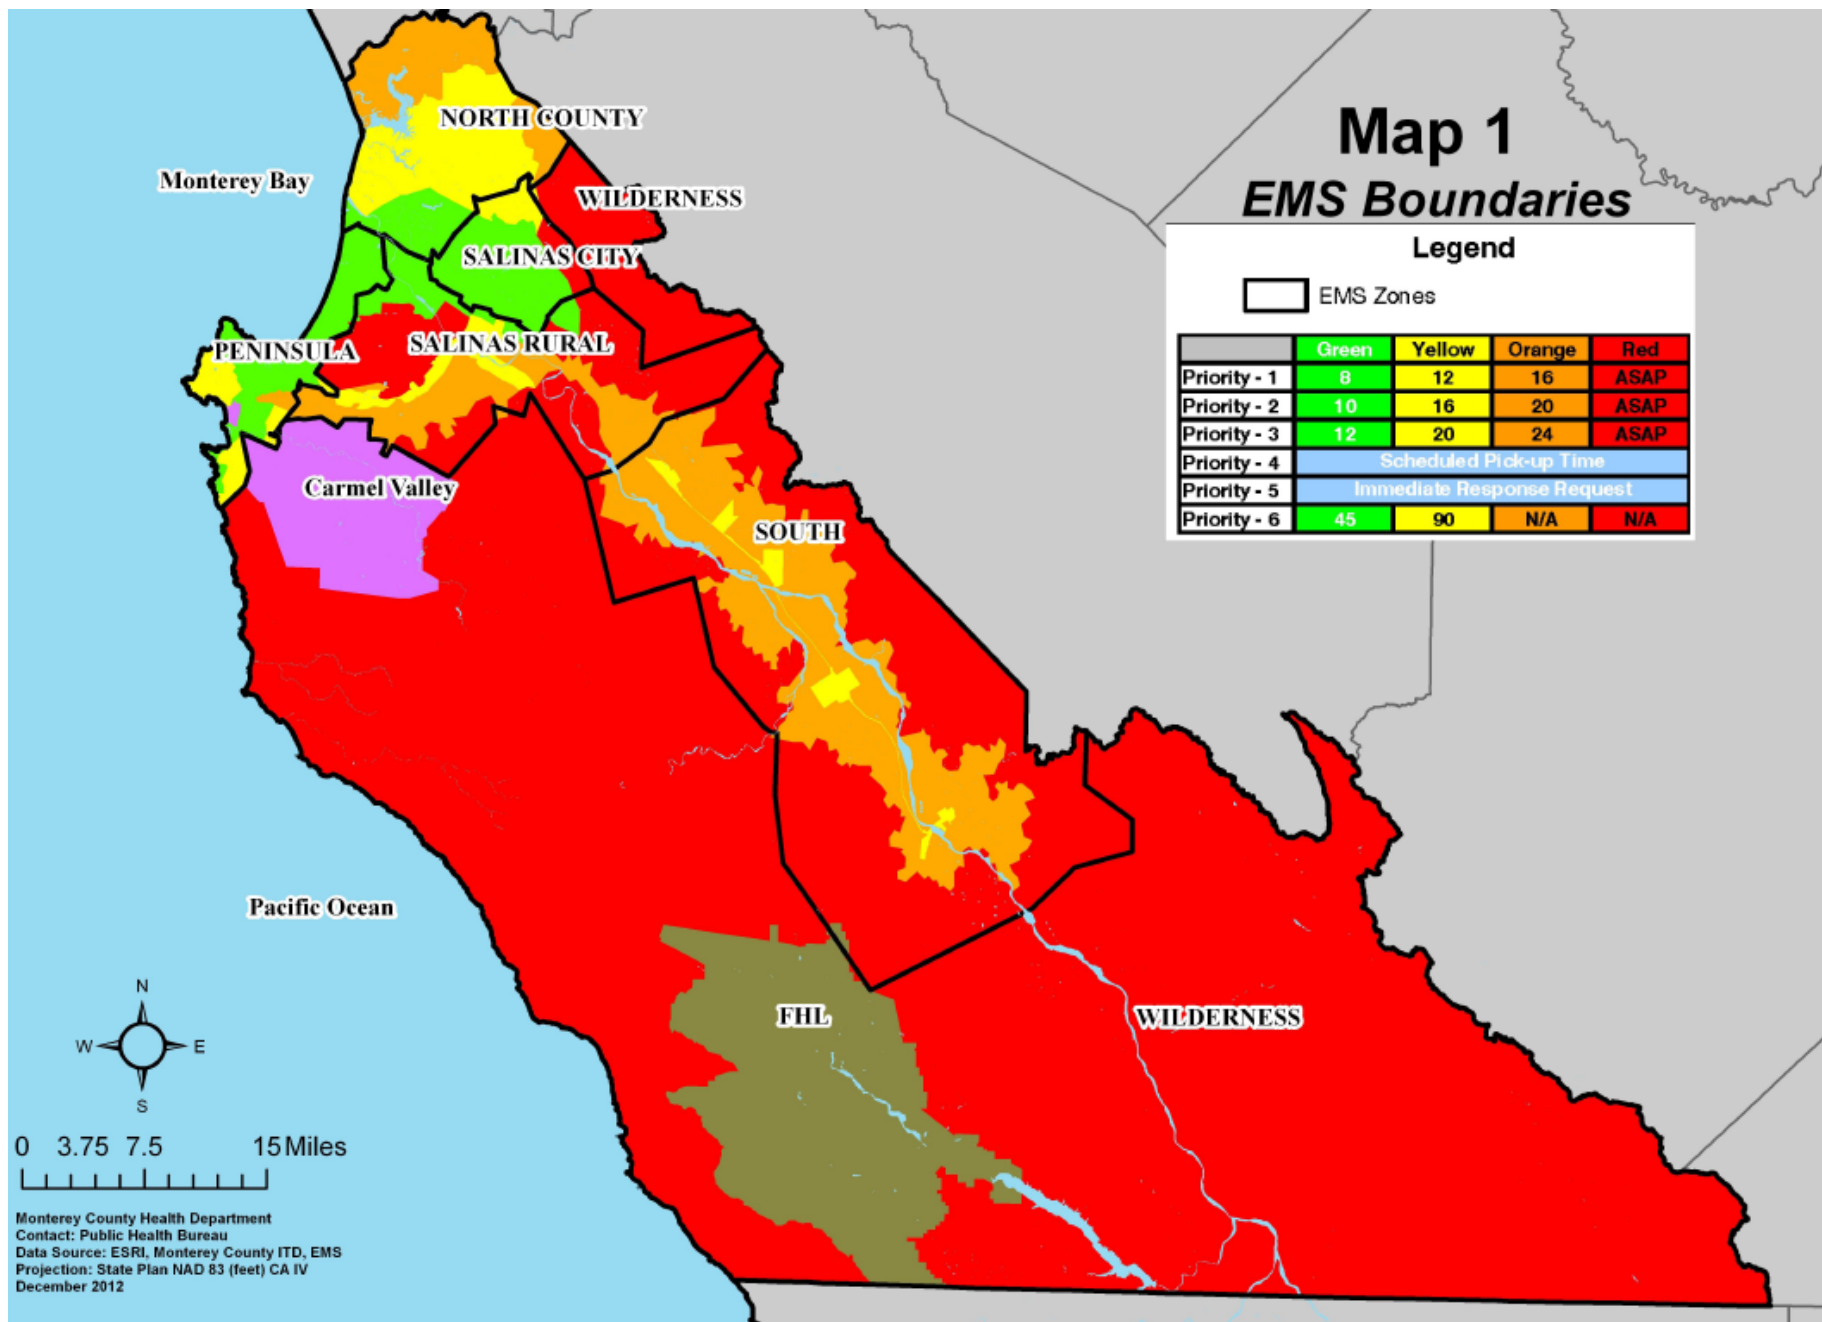 Map 1
EMS Boundaries
Legend
EMS Zones
Green Yellow Orange Red
Priority - 1 8 12 16 ASAP
Priority - 2 10 16 20 ASAP
Priority - 3 12 20 24 ASAP
Priority - 4 Scheduled Pick-up Time
Priority - 5 Immediate Response Request
Priority - 6 45 90 N/A N/A
NORTH COUNTY
Monterey Bay
WILDERNESS
SALINAS CITY
PENINSULA
SALINAS RURAL
Carmel Valley
SOUTH
Pacific Ocean
FHL
WILDERNESS
N
W E
S
0 3.75 7.5 15 Miles
Monterey County Health Department
Contact: Public Health Bureau
Data Source: ESRI, Monterey County ITD, EMS
Projection: State Plan NAD 83 (feet) CA IV
December 2012